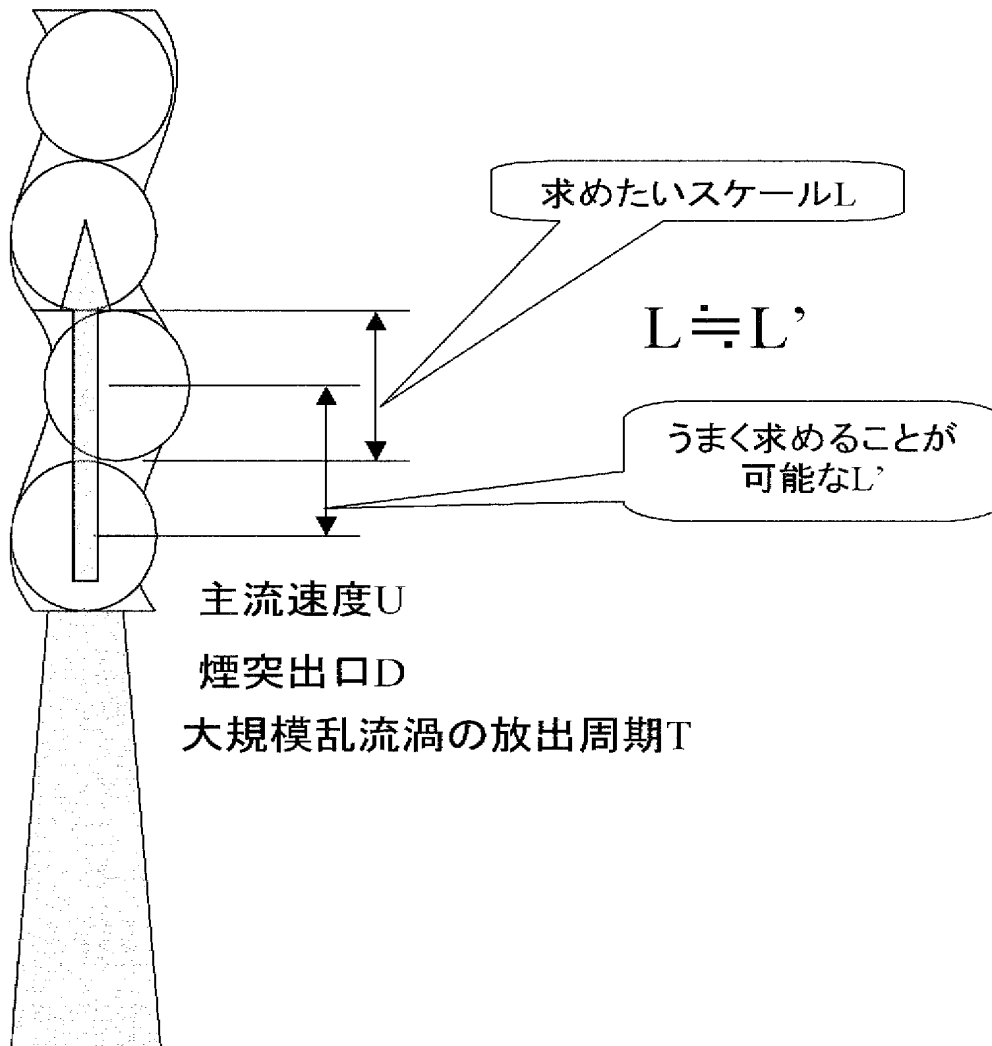 求めたいスケールL
L≒L’
うまく求めることが
可能なL’
主流速度U
煙突出口D
大規模乱流渦の放出周期T